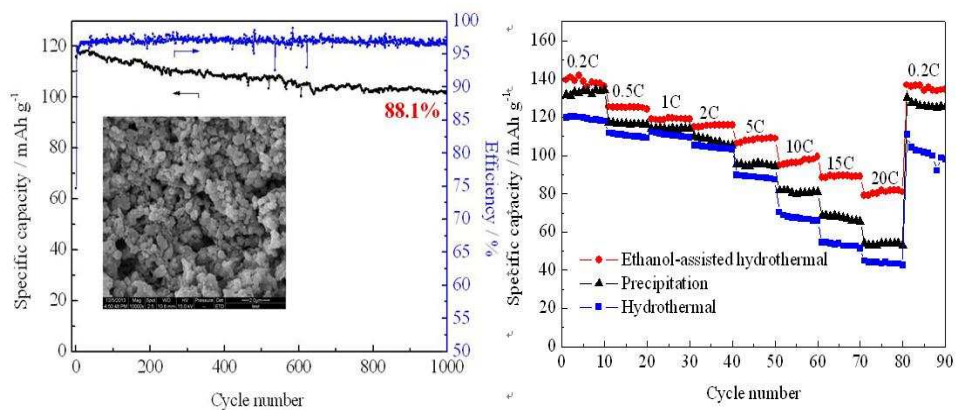 Specific capacity / mAh g⁻¹
120
100
80
60
40
20
0
88.1%
100
95
90
85
80
75
70
65
60
55
50
Efficiency / %
0 200 400 600 800 1000
Cycle number
Specific capacity / mAh g⁻¹
160
140
120
100
80
60
40
20
0
0.2C
0.5C
1C
2C
5C
10C
15C
20C
0.2C
Ethanol-assisted hydrothermal
Precipitation
Hydrothermal
0 10 20 30 40 50 60 70 80 90
Cycle number